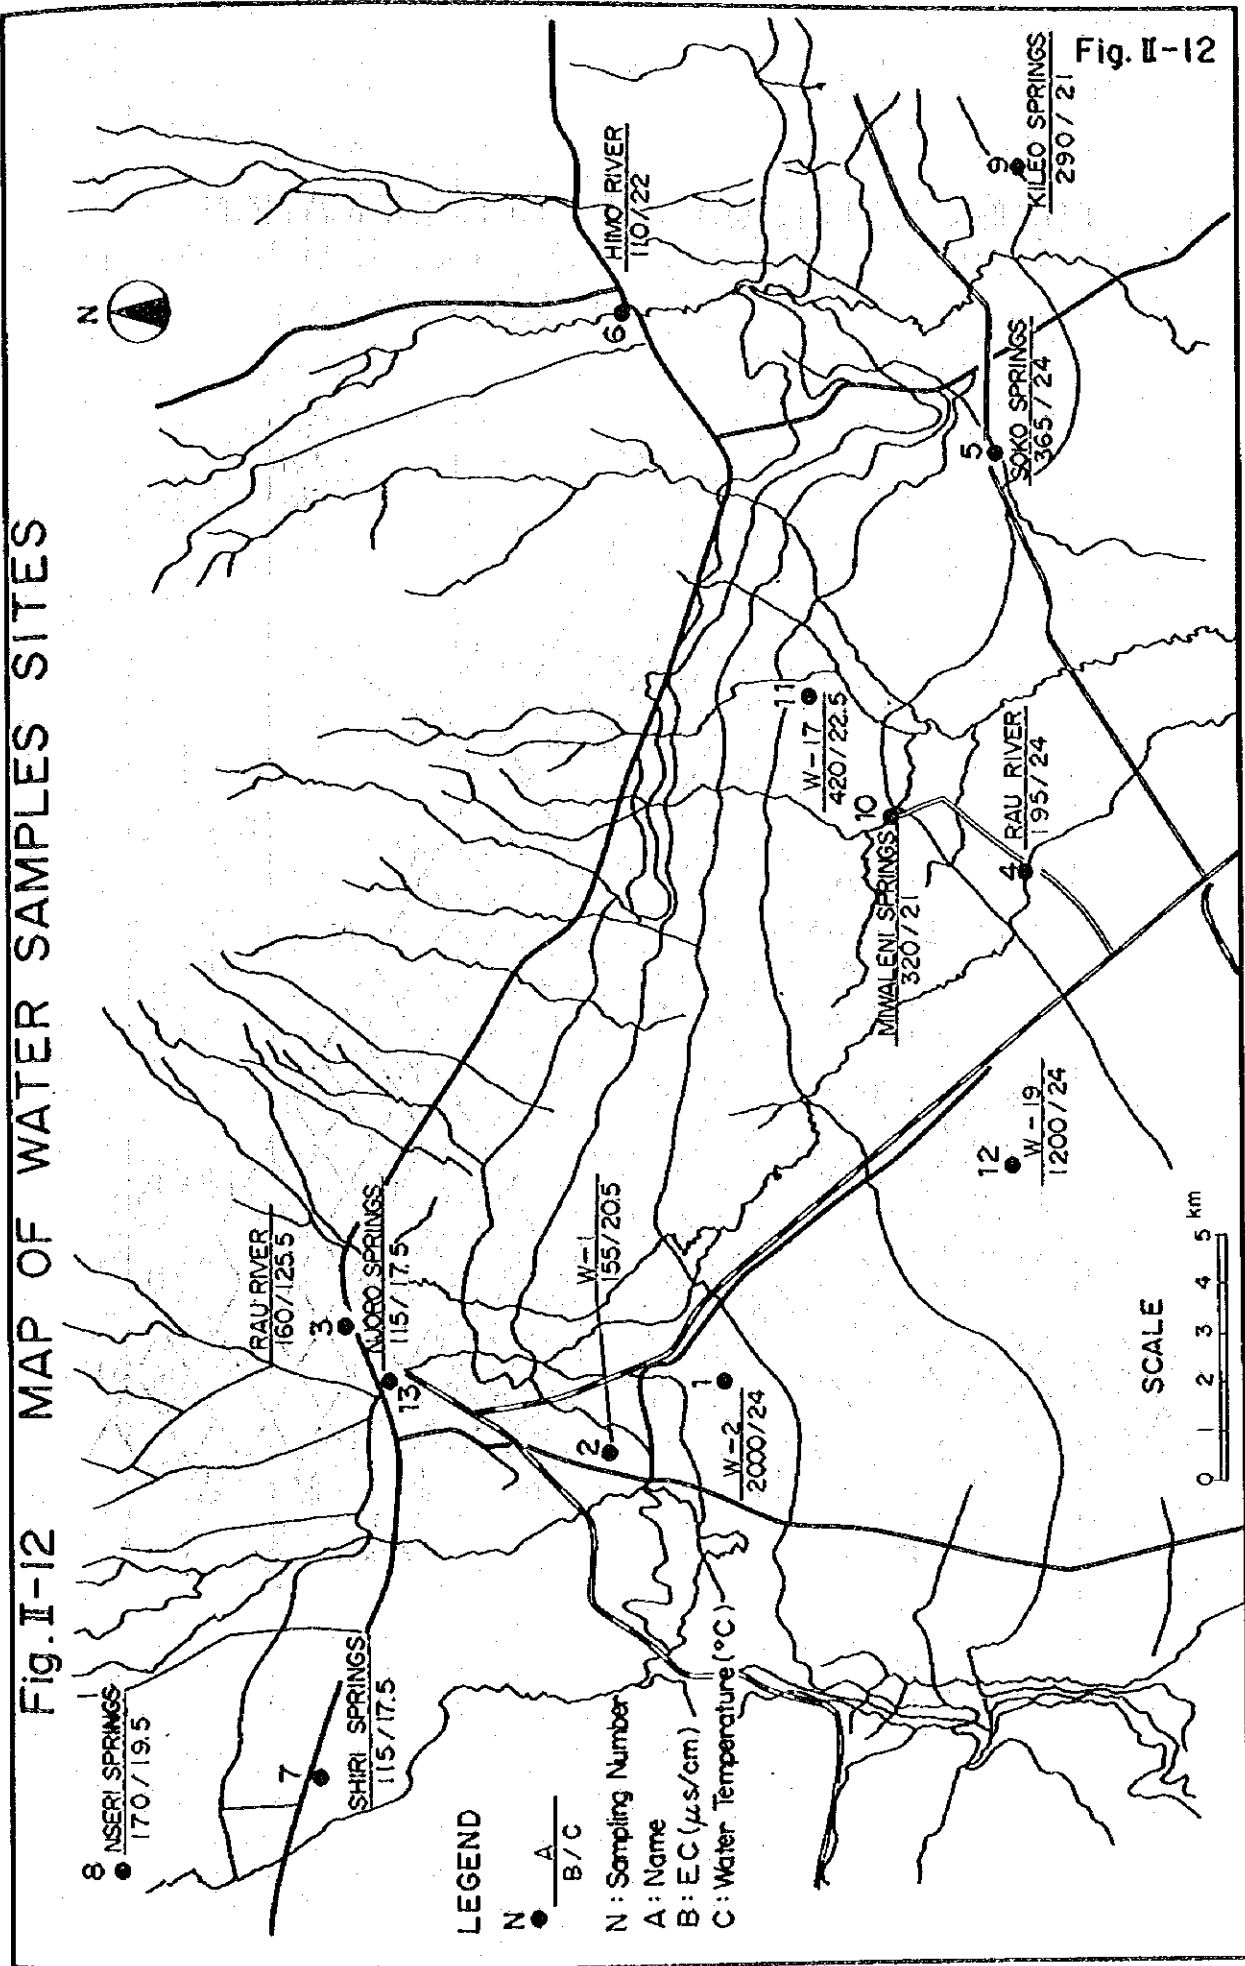 Fig. II-12 MAP OF WATER SAMPLES SITES
N
8
NSERI SPRINGS
170/19.5
7
SHIRI SPRINGS
115/17.5
RAU RIVER
160/125.5
3
NJORO SPRINGS
115/17.5
13
W-1
155/20.5
2
1
W-2
2000/24
HIMO RIVER
110/22
6
11
W-17
420/22.5
10
MIWALENI SPRINGS
320/21
4
RAU RIVER
195/24
12
W-19
1200/24
5
SOKO SPRINGS
365/24
9
KILEO SPRINGS
290/21
LEGEND
N
A
B/C
N : Sampling Number
A : Name
B : EC (μs/cm)
C : Water Temperature (°C)
SCALE
0 1 2 3 4 5 km
Fig. II-12